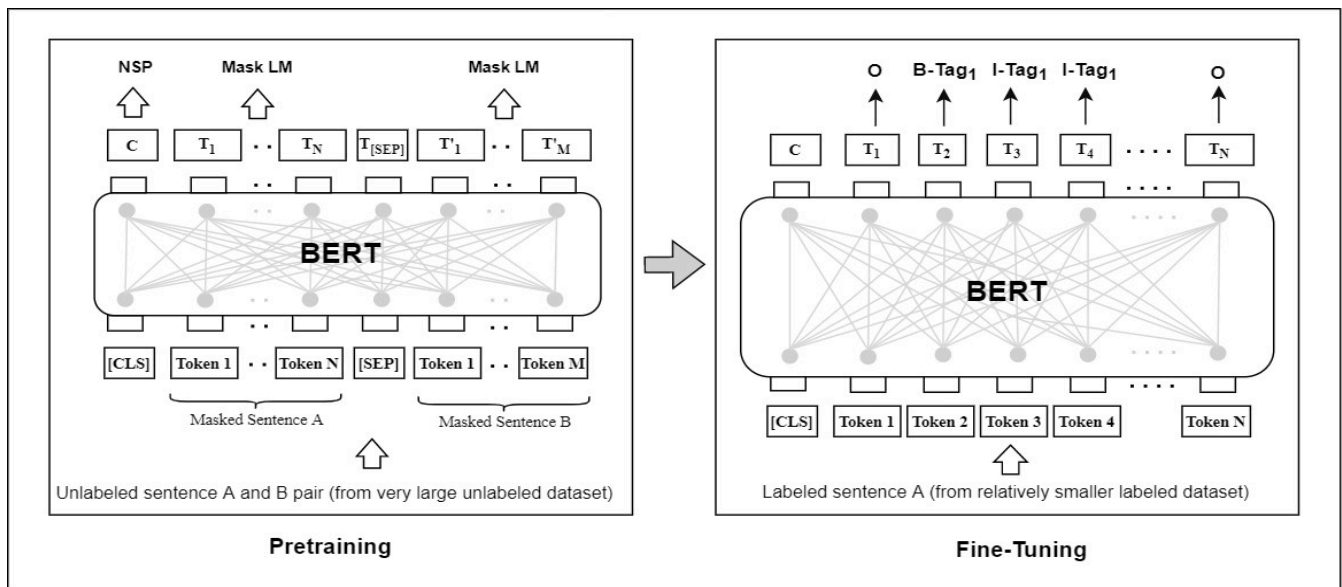 NSP Mask LM Mask LM
C T1 . . TN T[SEP] T'1 . . T'M
BERT
[CLS] Token 1 . . Token N [SEP] Token 1 . . Token M
Masked Sentence A Masked Sentence B
Unlabeled sentence A and B pair (from very large unlabeled dataset)
Pretraining
O B-Tag1 I-Tag1 I-Tag1 O
C T1 T2 T3 T4 . . . . TN
BERT
[CLS] Token 1 Token 2 Token 3 Token 4 . . . . Token N
Labeled sentence A (from relatively smaller labeled dataset)
Fine-Tuning